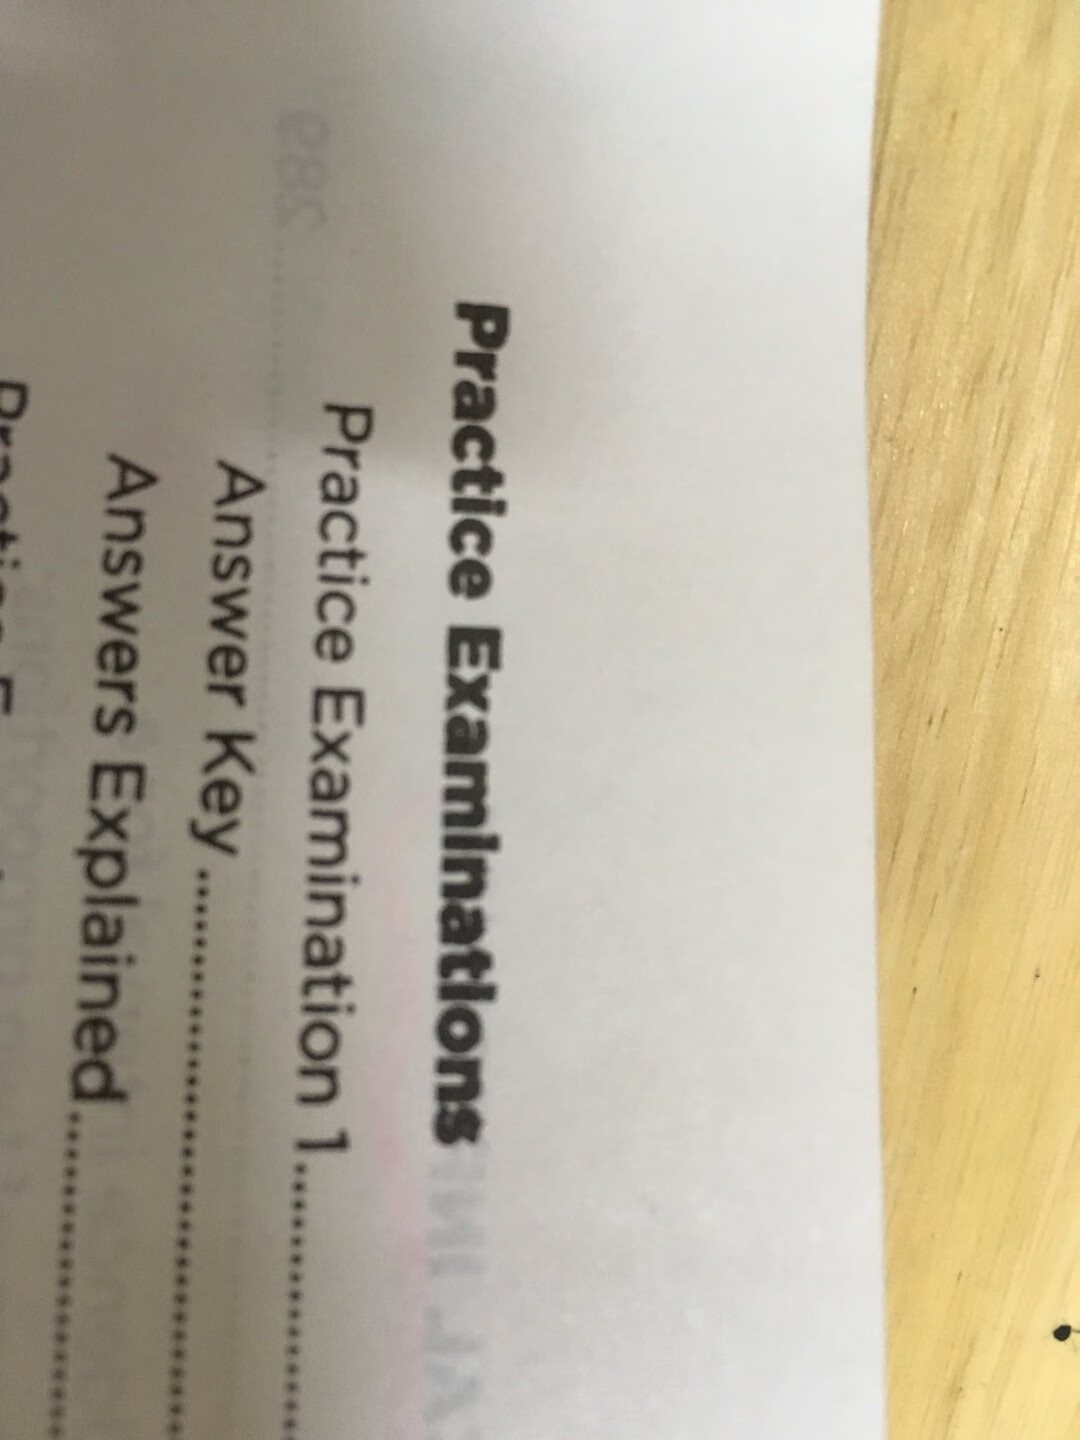 Practice Examinations
Practice Examination 1..............
Answer Key..............................
Answers Explained..................